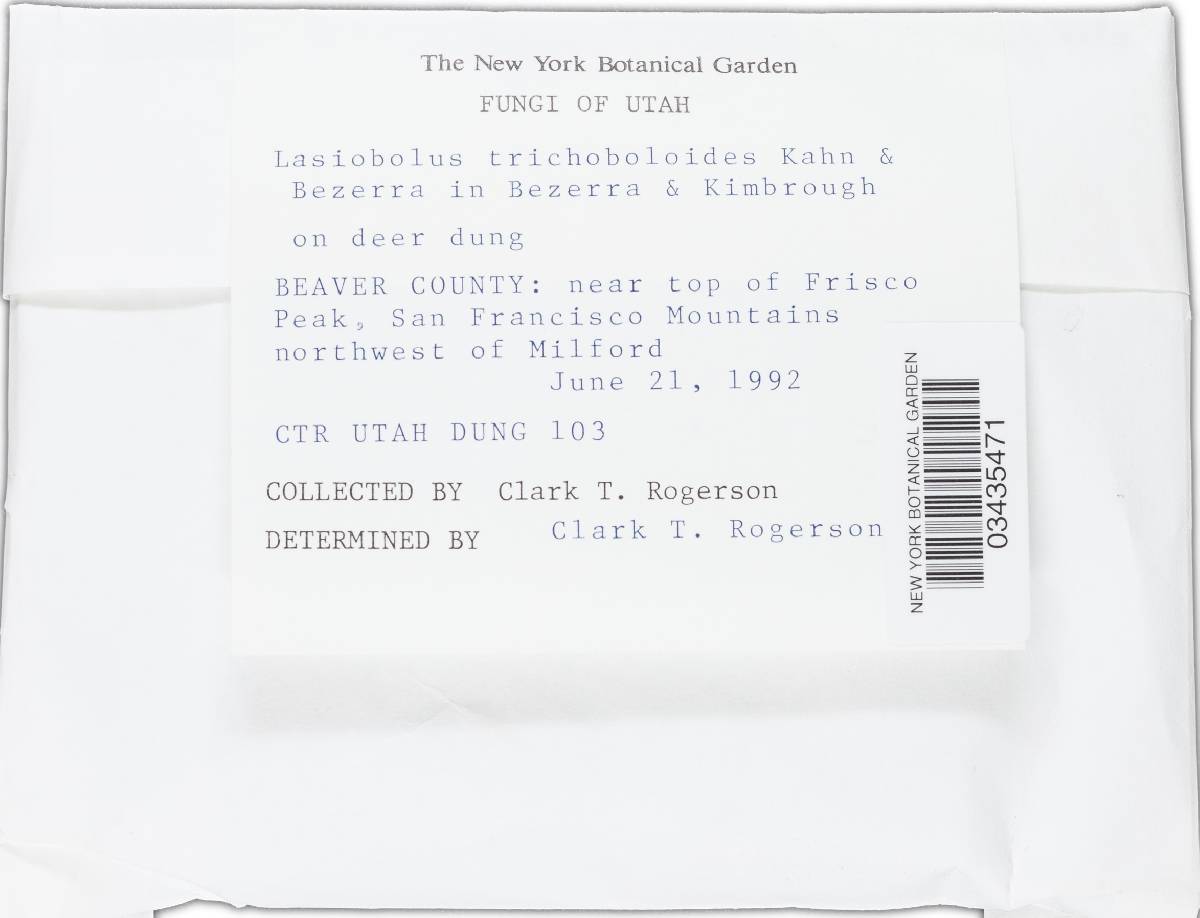 The New York Botanical Garden
FUNGI OF UTAH
Lasiobolus trichoboloides Kahn &
Bezerra in Bezerra & Kimbrough
on deer dung
BEAVER COUNTY: near top of Frisco
Peak, San Francisco Mountains
northwest of Milford
June 21, 1992
CTR UTAH DUNG 103
COLLECTED BY Clark T. Rogerson
DETERMINED BY Clark T. Rogerson
NEW YORK BOTANICAL GARDEN
03435471